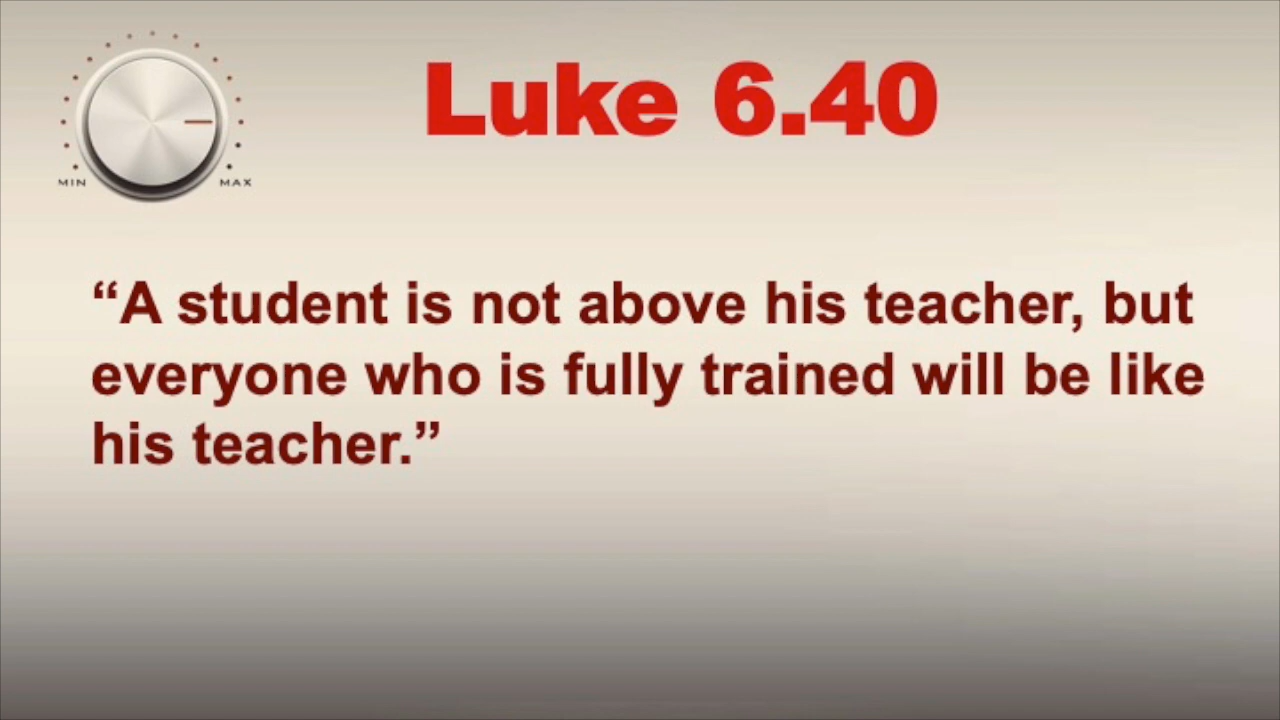 Luke 6.40
MIN
MAX
“A student is not above his teacher, but
everyone who is fully trained will be like
his teacher.”